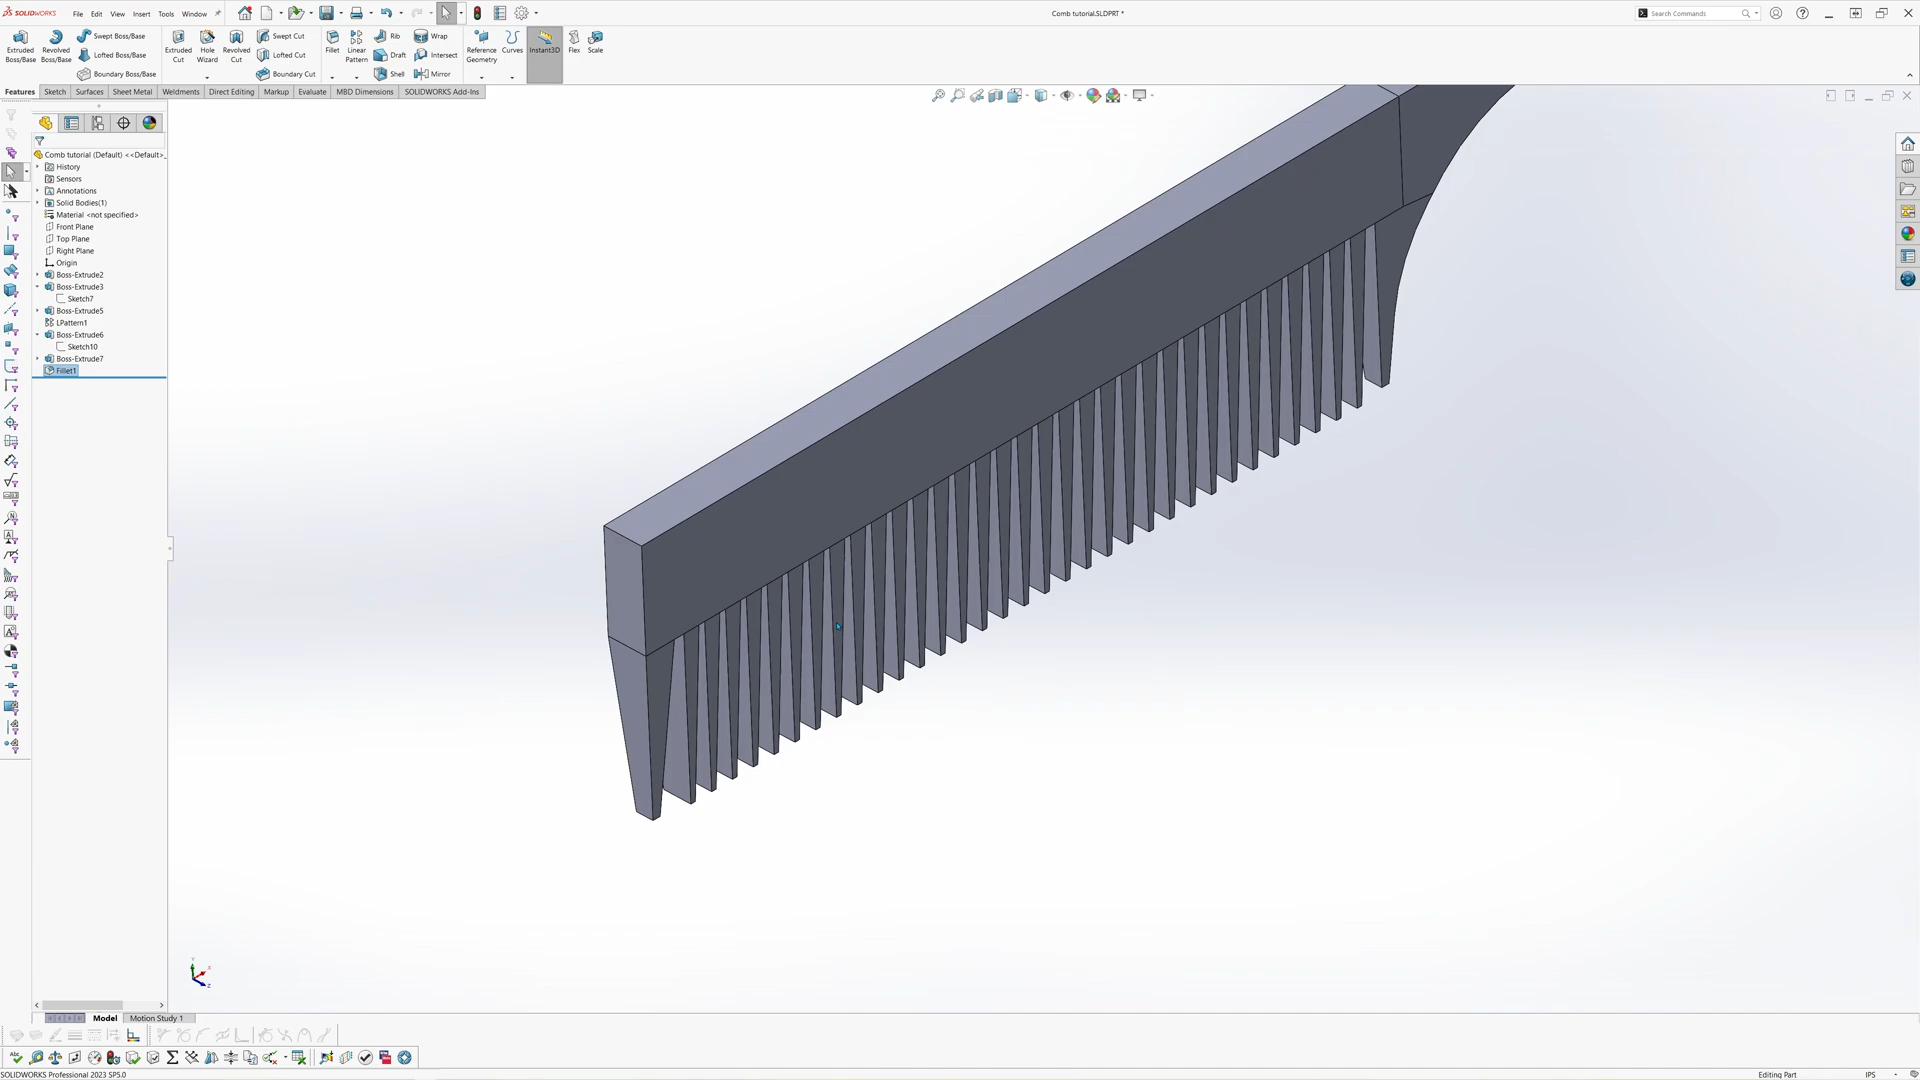 SOLIDWORKS
File Edit View Insert Tools Window
Comb tutorial.SLDPRT *
Search Commands
Extruded Boss/Base
Revolved Boss/Base
Swept Boss/Base
Lofted Boss/Base
Boundary Boss/Base
Extruded Cut
Hole Wizard
Revolved Cut
Swept Cut
Lofted Cut
Boundary Cut
Fillet
Linear Pattern
Rib
Draft
Shell
Wrap
Intersect
Mirror
Reference Geometry
Curves
Instant3D
Flex
Scale
Features Sketch Surfaces Sheet Metal Weldments Direct Editing Markup Evaluate MBD Dimensions SOLIDWORKS Add-Ins
Comb tutorial (Default) <<Default>_
History
Sensors
Annotations
Solid Bodies(1)
Material <not specified>
Front Plane
Top Plane
Right Plane
Origin
Boss-Extrude2
Boss-Extrude3
Sketch7
Boss-Extrude5
LPattern1
Boss-Extrude6
Sketch10
Boss-Extrude7
Fillet1
Model Motion Study 1
SOLIDWORKS Professional 2023 SP5.0
Editing Part
IPS